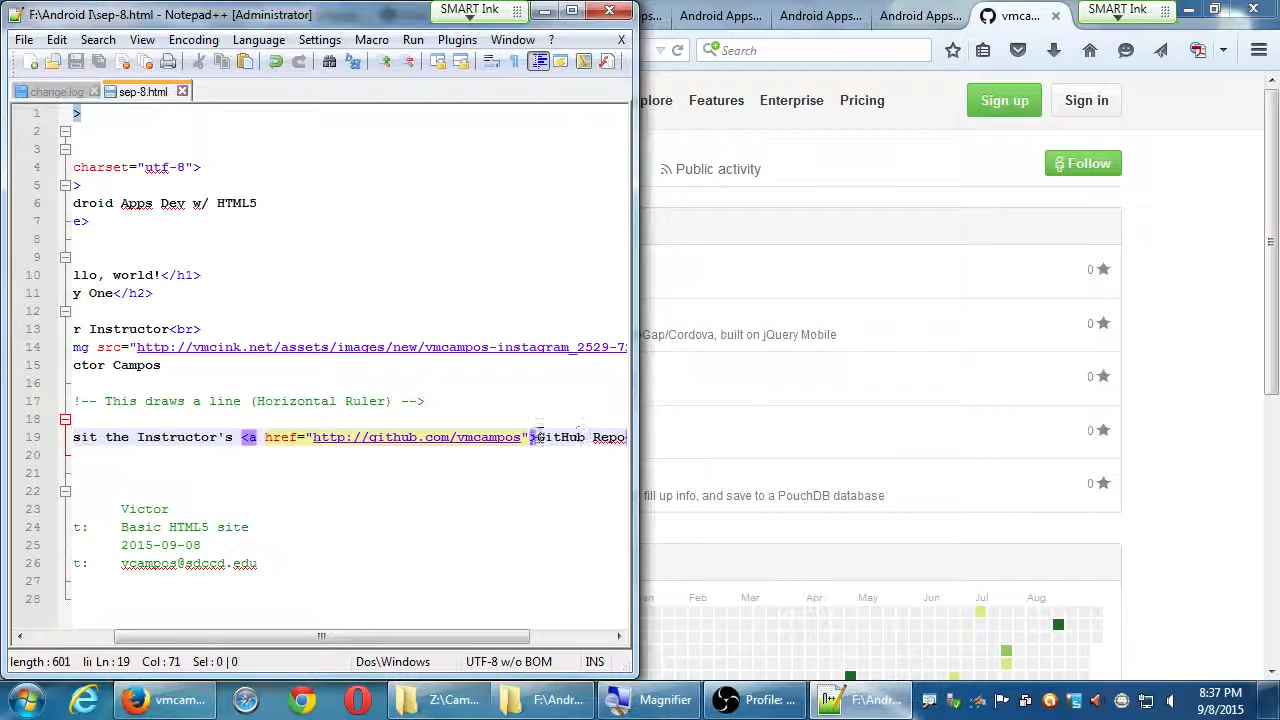 F:\Android I\sep-8.html - Notepad++ [Administrator]
SMART Ink
File Edit Search View Encoding Language Settings Macro Run Plugins Window ? X
change.log
sep-8.html
1 >
2
3
4 charset="utf-8">
5 >
6 droid Apps Dev w/ HTML5
7 e>
8
9
10 llo, world!</h1>
11 y One</h2>
12
13 r Instructor<br>
14 mg src="http://vmcink.net/assets/images/new/vmcampos-instagram_2529-7
15 ctor Campos
16
17 !-- This draws a line (Horizontal Ruler) -->
18
19 sit the Instructor's <a href="http://github.com/vmcampos">GitHub Repo
20
21
22
23 Victor
24 t: Basic HTML5 site
25 2015-09-08
26 t: vcampos@sdccd.edu
27
28
length : 601 lii Ln : 19 Col : 71 Sel : 0 | 0 Dos\Windows UTF-8 w/o BOM INS
ps... Android Apps... Android Apps... Android Apps... vmca...
SMART Ink
Search
plore Features Enterprise Pricing Sign up Sign in
Public activity
Follow
0
0
Gap/Cordova, built on jQuery Mobile
0
0
0
fill up info, and save to a PouchDB database
Jan Feb Mar Apr May Jun Jul Aug
vmcam...
Z:\Cam...
F:\Andr...
Magnifier
Profile: ...
F:\Andr...
8:37 PM
9/8/2015